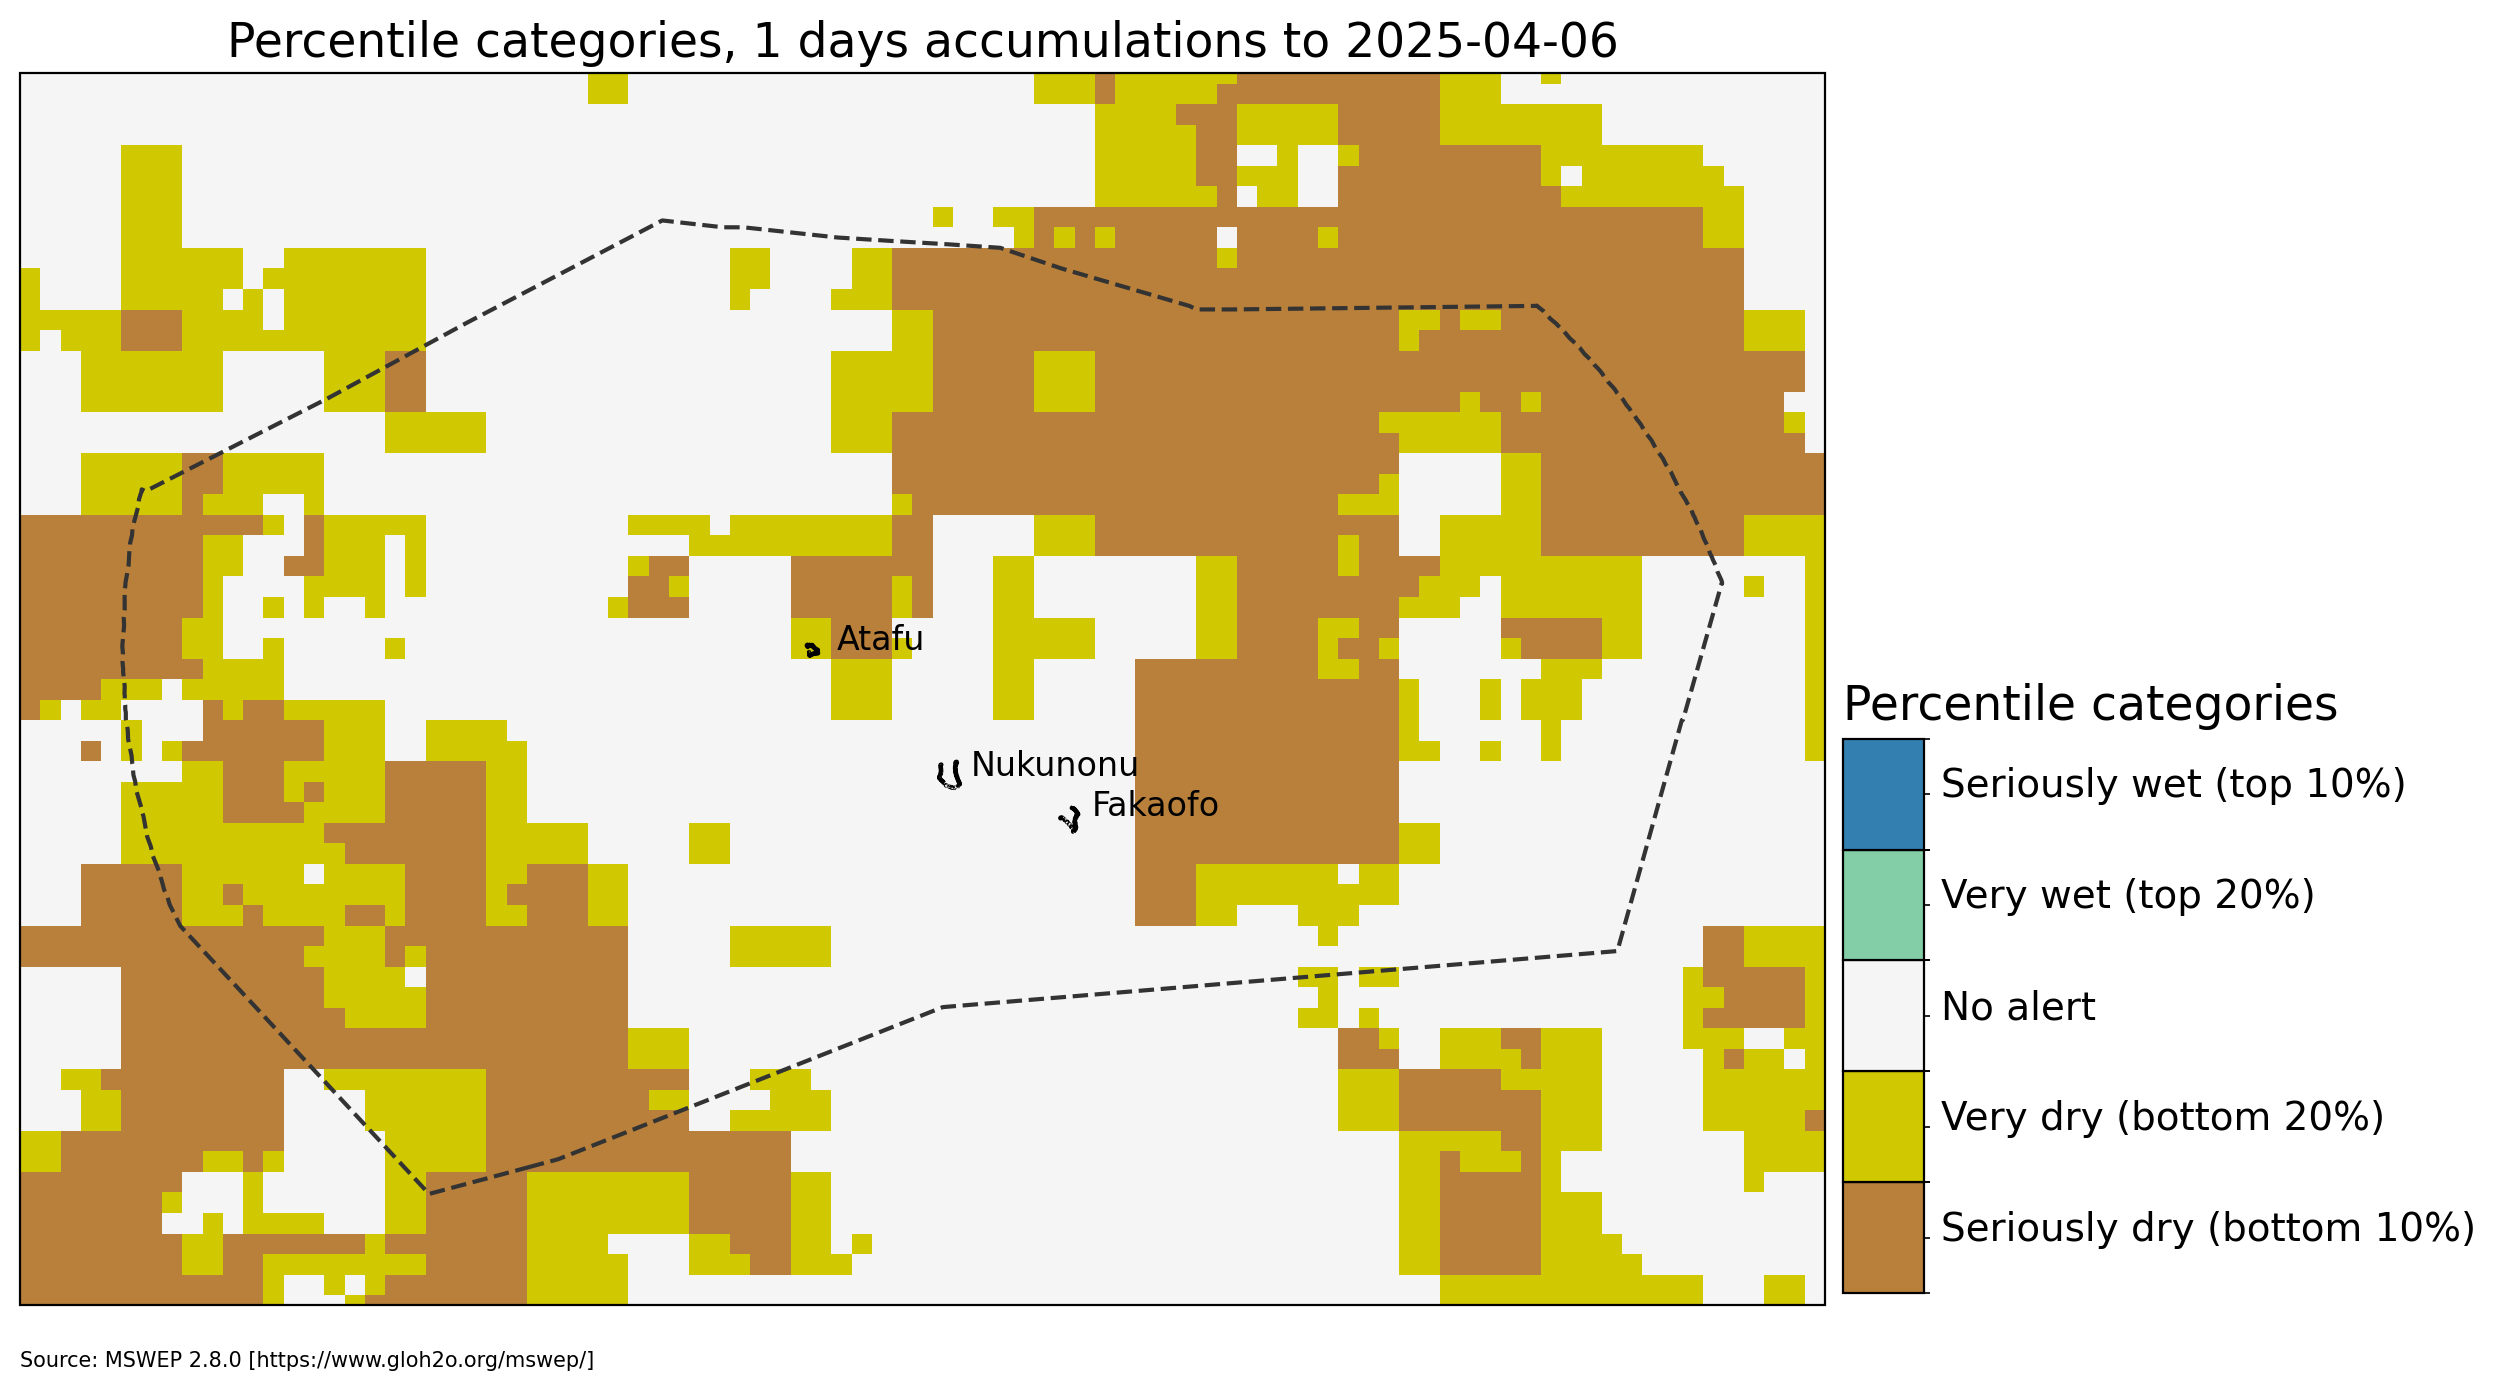 Percentile categories, 1 days accumulations to 2025-04-06
Atafu
Nukunonu
Fakaofo
Percentile categories
Seriously wet (top 10%)
Very wet (top 20%)
No alert
Very dry (bottom 20%)
Seriously dry (bottom 10%)
Source: MSWEP 2.8.0 [https://www.gloh2o.org/mswep/]